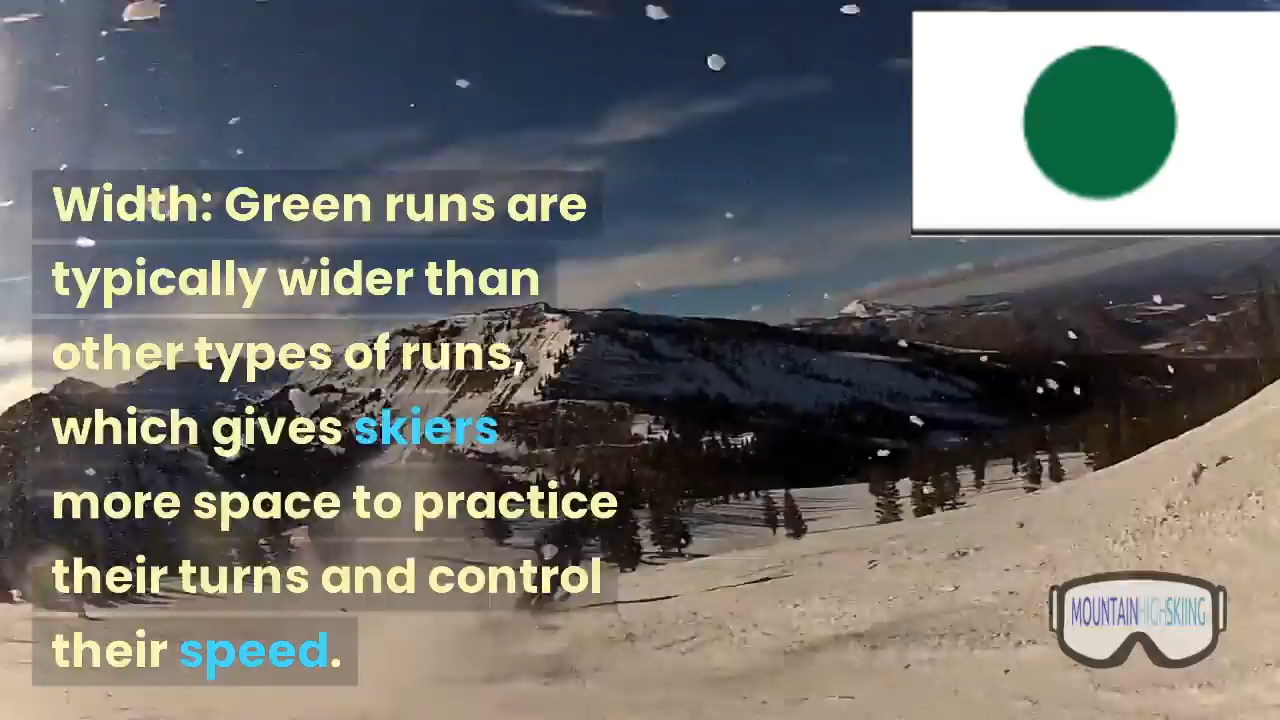 Width: Green runs are
typically wider than
other types of runs,
which gives skiers
more space to practice
their turns and control
their speed.
MOUNTAINHIGHSKIING